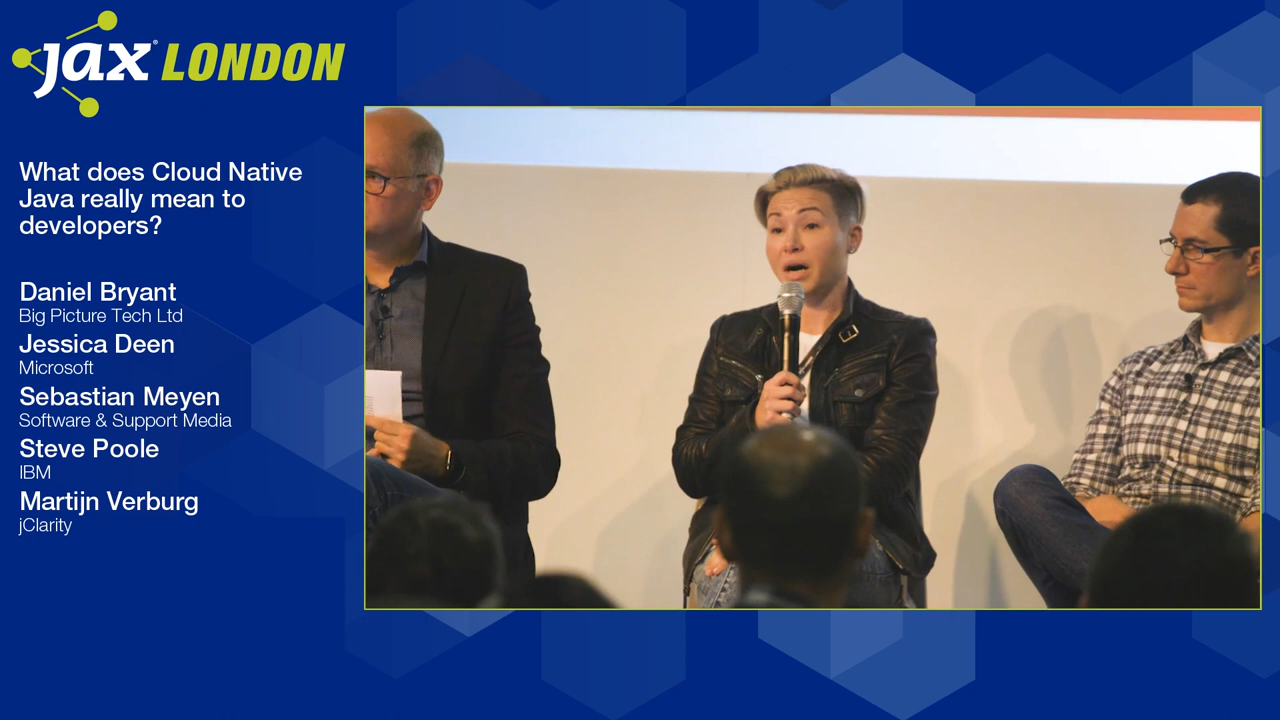 jax® LONDON
What does Cloud Native
Java really mean to
developers?
Daniel Bryant
Big Picture Tech Ltd
Jessica Deen
Microsoft
Sebastian Meyen
Software & Support Media
Steve Poole
IBM
Martijn Verburg
jClarity